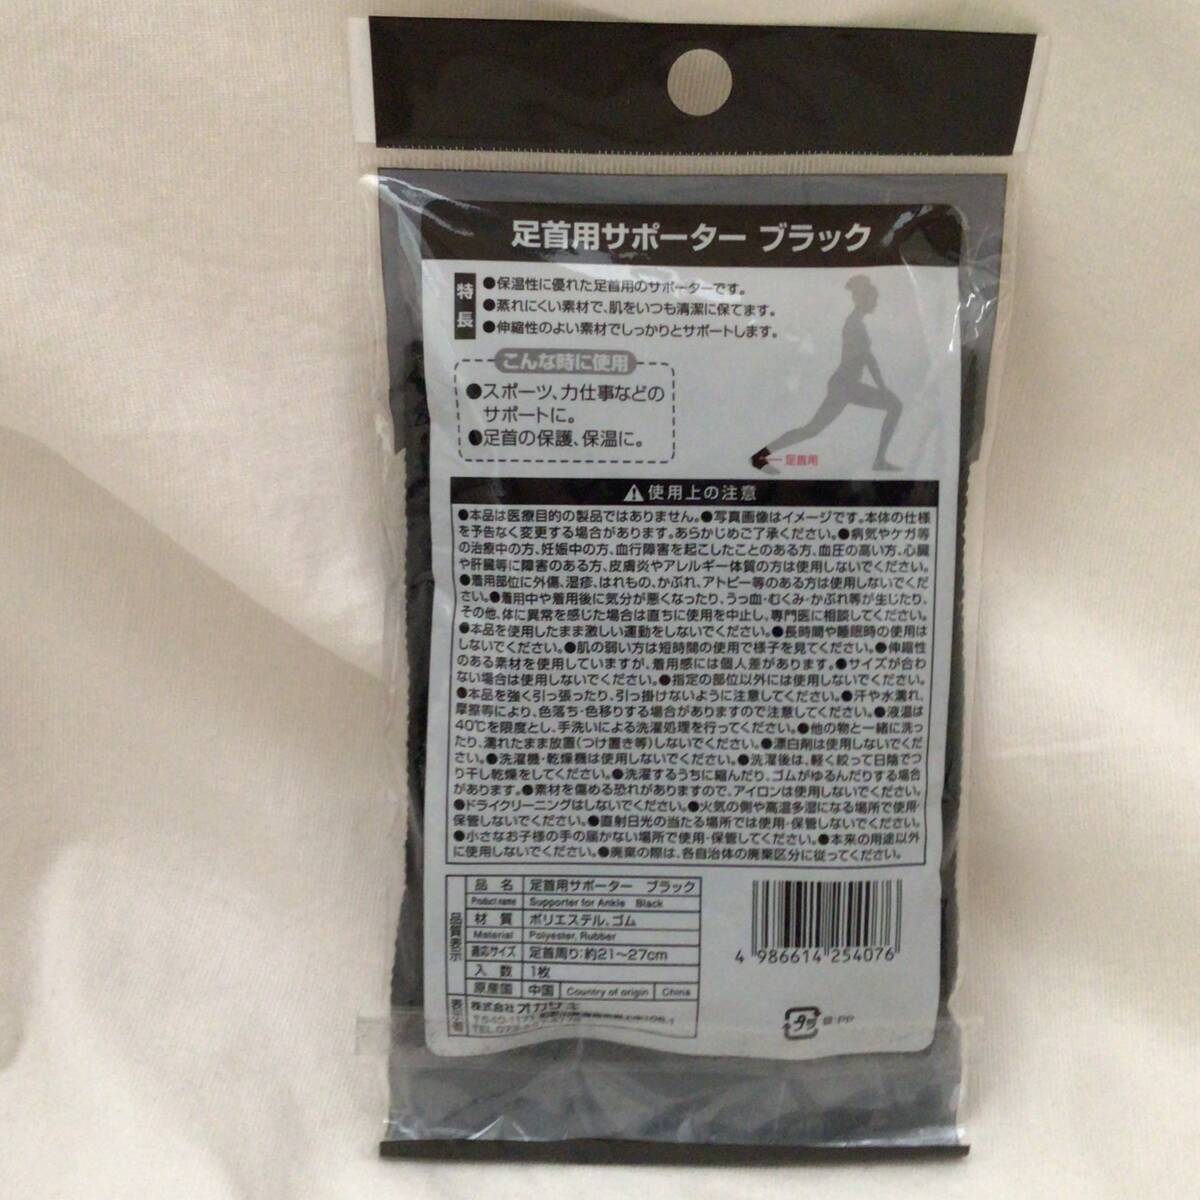 足首用サポーター ブラック
特長
●保温性に優れた足首用のサポーターです。
●蒸れにくい素材で、肌をいつも清潔に保てます。
●伸縮性のよい素材でしっかりとサポートします。
こんな時に使用
●スポーツ、力仕事などの
サポートに。
●足首の保護、保温に。
足首用
使用上の注意
●本品は医療目的の製品ではありません。●写真画像はイメージです。本体の仕様
を予告なく変更する場合があります。あらかじめご了承ください。●病気やケガ等
の治療中の方、妊娠中の方、血行障害を起こしたことのある方、血圧の高い方、心臓
や肝臓等に障害のある方、皮膚炎やアレルギー体質の方は使用しないでください。
●着用部位に外傷、湿疹、はれもの、かぶれ、アトピー等のある方は使用しないでくだ
さい。●着用中や着用後に気分が悪くなったり、うっ血・むくみ・かぶれ等が生じたり、
その他、体に異常を感じた場合は直ちに使用を中止し、専門医に相談してください。
●本品を使用したまま激しい運動をしないでください。●長時間や睡眠時の使用は
しないでください。●肌の弱い方は短時間の使用で様子を見てください。●伸縮性
のある素材を使用していますが、着用感には個人差があります。●サイズが合わ
ない場合は使用しないでください。●指定の部位以外には使用しないでください。
●本品を強く引っ張ったり、引っ掛けないように注意してください。●汗や水濡れ、
摩擦等により、色落ち・色移りする場合がありますので注意してください。●液温は
40℃を限度とし、手洗いによる洗濯処理を行ってください。●他の物と一緒に洗っ
たり、濡れたまま放置(つけ置き等)しないでください。●漂白剤は使用しないでくだ
さい。●洗濯機・乾燥機は使用しないでください。●洗濯後は、軽く絞って日陰でつ
り干し乾燥をしてください。●洗濯するうちに縮んだり、ゴムがゆるんだりする場合
があります。●素材を傷める恐れがありますので、アイロンは使用しないでください。
●ドライクリーニングはしないでください。●火気の側や高温多湿になる場所で使用・
保管しないでください。●直射日光の当たる場所では使用・保管しないでください。
●小さなお子様の手の届かない場所で使用・保管してください。●本来の用途以外
に使用しないでください。●廃棄の際は、各自治体の廃棄区分に従ってください。
品質表示
品 名 足首用サポーター ブラック
Product name Supporter for Ankle Black
材 質 ポリエステル、ゴム
Material Polyester, Rubber
適応サイズ 足首周り:約21～27cm
入 数 1枚
原産国 中国 Country of origin China
表示者 株式会社オカザキ
4 986614 254076
プラ 袋:PP